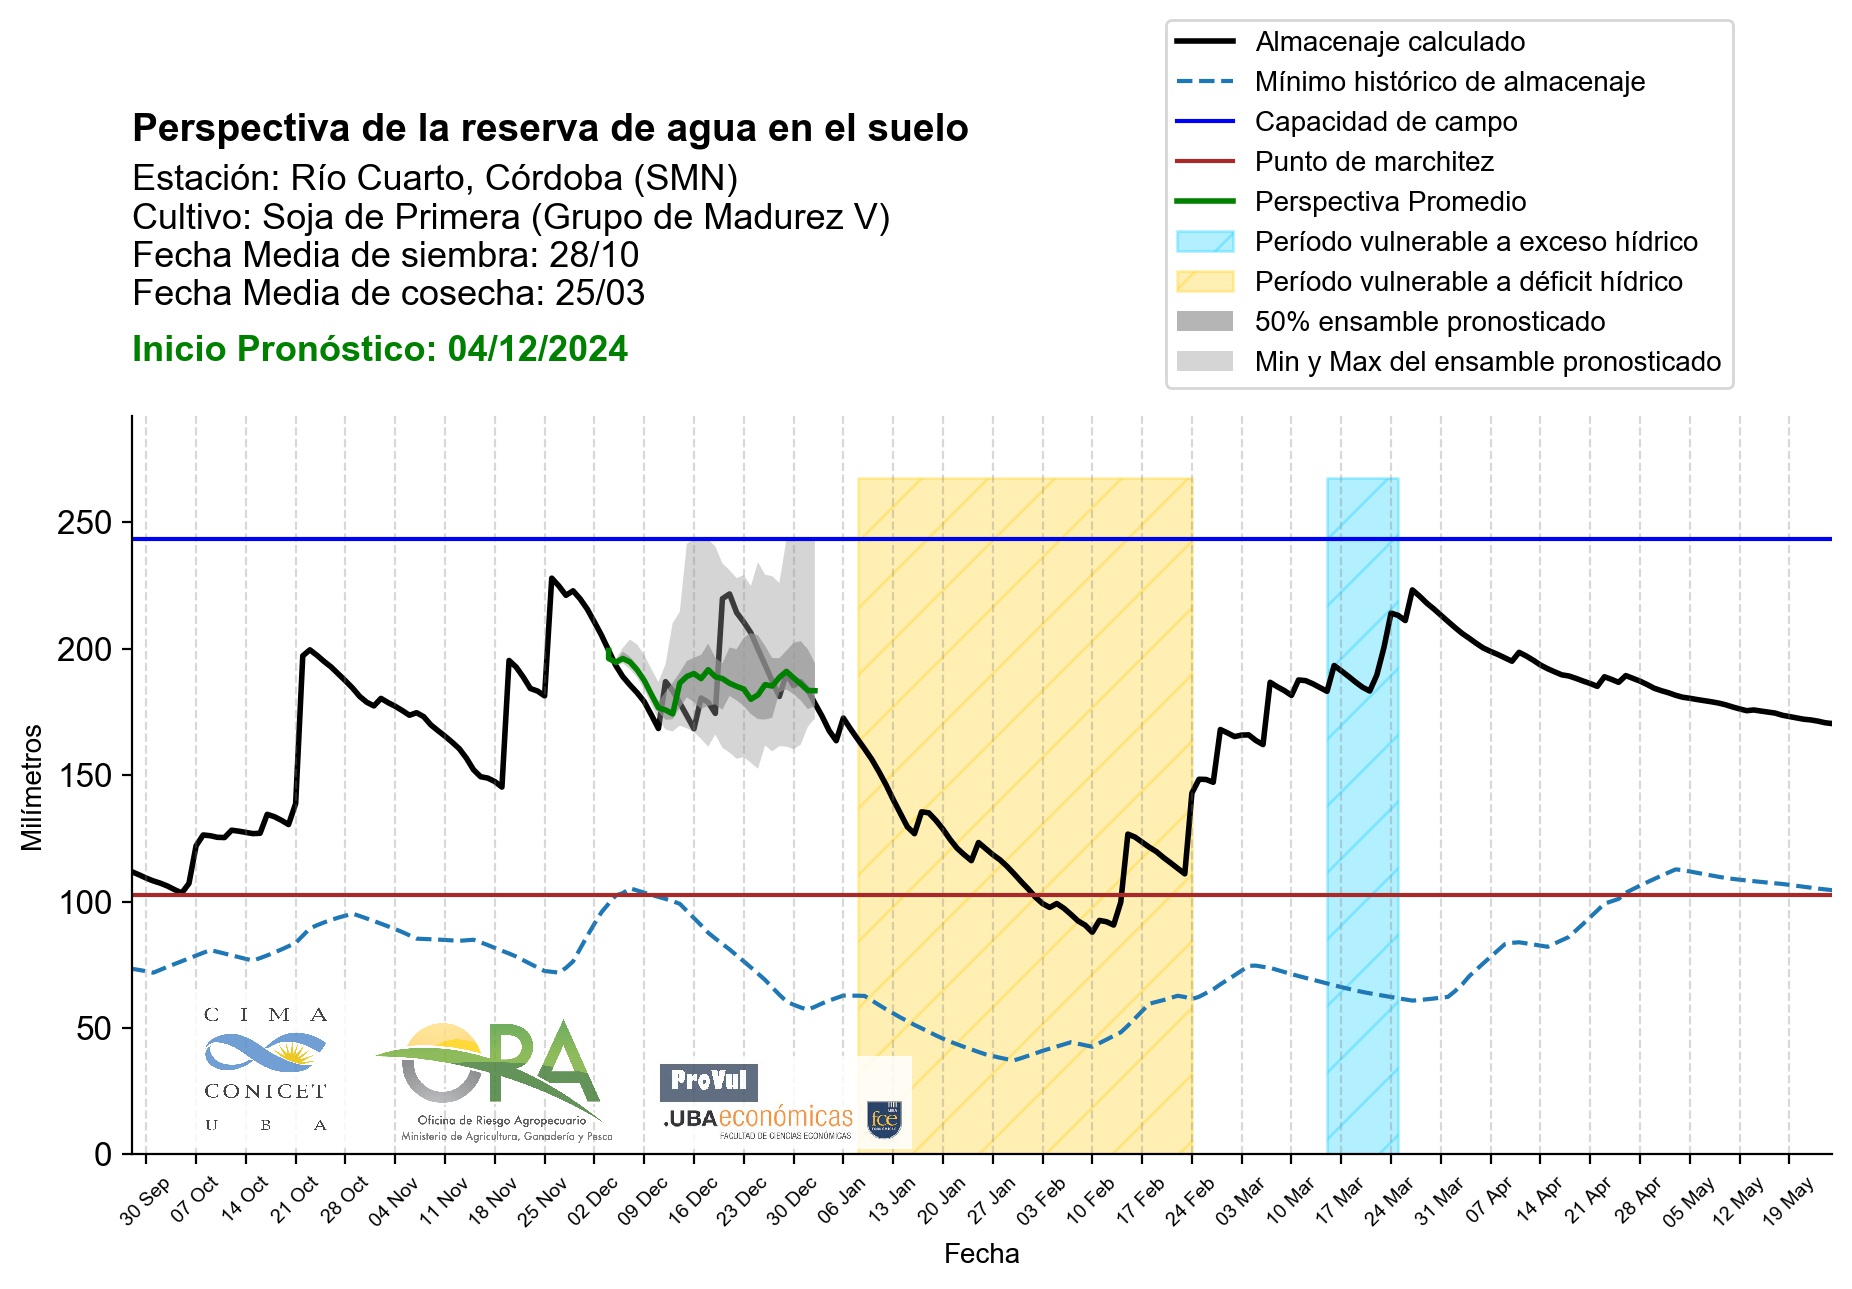 Almacenaje calculado
Mínimo histórico de almacenaje
Capacidad de campo
Punto de marchitez
Perspectiva Promedio
Período vulnerable a exceso hídrico
Período vulnerable a déficit hídrico
50% ensamble pronosticado
Min y Max del ensamble pronosticado
Perspectiva de la reserva de agua en el suelo
Estación: Río Cuarto, Córdoba (SMN)
Cultivo: Soja de Primera (Grupo de Madurez V)
Fecha Media de siembra: 28/10
Fecha Media de cosecha: 25/03
Inicio Pronóstico: 04/12/2024
250
200
150
100
50
0
Milímetros
CIMA
CONICET
UBA
ORA
Oficina de Riesgo Agropecuario
Ministerio de Agricultura, Ganadería y Pesca
ProVul
.UBAeconómicas
FACULTAD DE CIENCIAS ECONÓMICAS
UBA
fce
ECONÓMICAS
30 Sep
07 Oct
14 Oct
21 Oct
28 Oct
04 Nov
11 Nov
18 Nov
25 Nov
02 Dec
09 Dec
16 Dec
23 Dec
30 Dec
06 Jan
13 Jan
20 Jan
27 Jan
03 Feb
10 Feb
17 Feb
24 Feb
03 Mar
10 Mar
17 Mar
24 Mar
31 Mar
07 Apr
14 Apr
21 Apr
28 Apr
05 May
12 May
19 May
Fecha